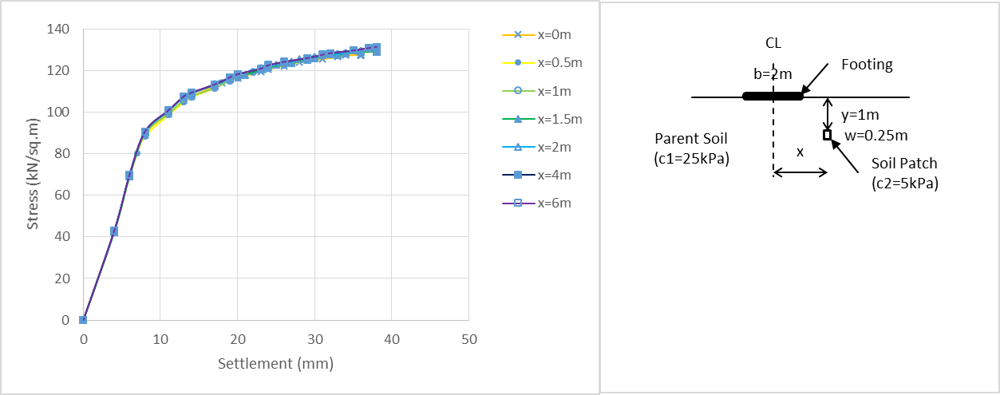 140
120
100
80
60
40
20
0
Stress (kN/sq.m)
0 10 20 30 40 50
Settlement (mm)
x=0m
x=0.5m
x=1m
x=1.5m
x=2m
x=4m
x=6m
CL
b=2m
Footing
y=1m
w=0.25m
Parent Soil
(c1=25kPa)
x
Soil Patch
(c2=5kPa)